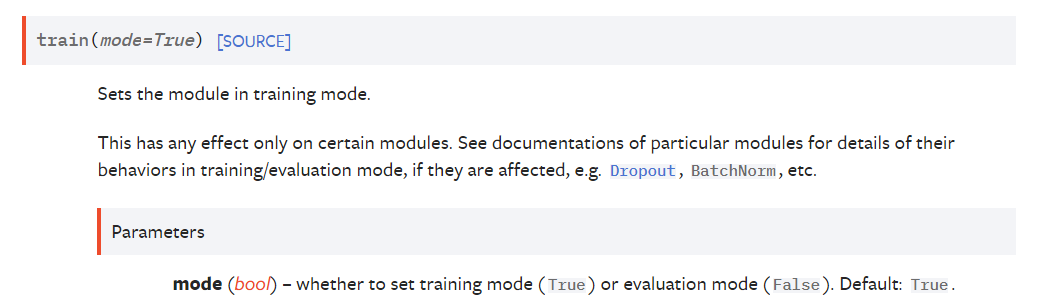 train(mode=True) [SOURCE]
Sets the module in training mode.
This has any effect only on certain modules. See documentations of particular modules for details of their
behaviors in training/evaluation mode, if they are affected, e.g. Dropout, BatchNorm, etc.
Parameters
mode (bool) – whether to set training mode (True) or evaluation mode (False). Default: True.